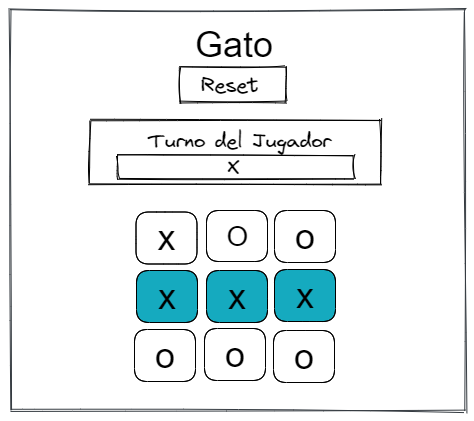 Gato
Reset
Turno del Jugador
X
X O o
X X X
o o o